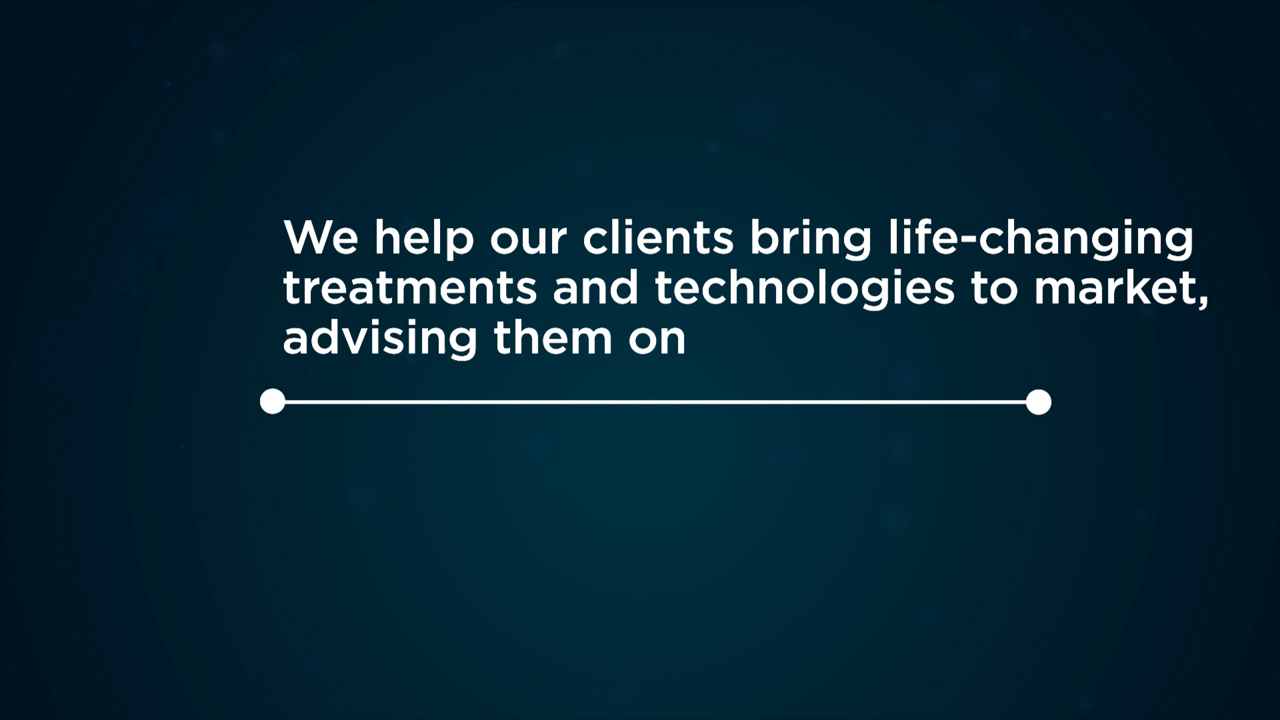 We help our clients bring life-changing
treatments and technologies to market,
advising them on